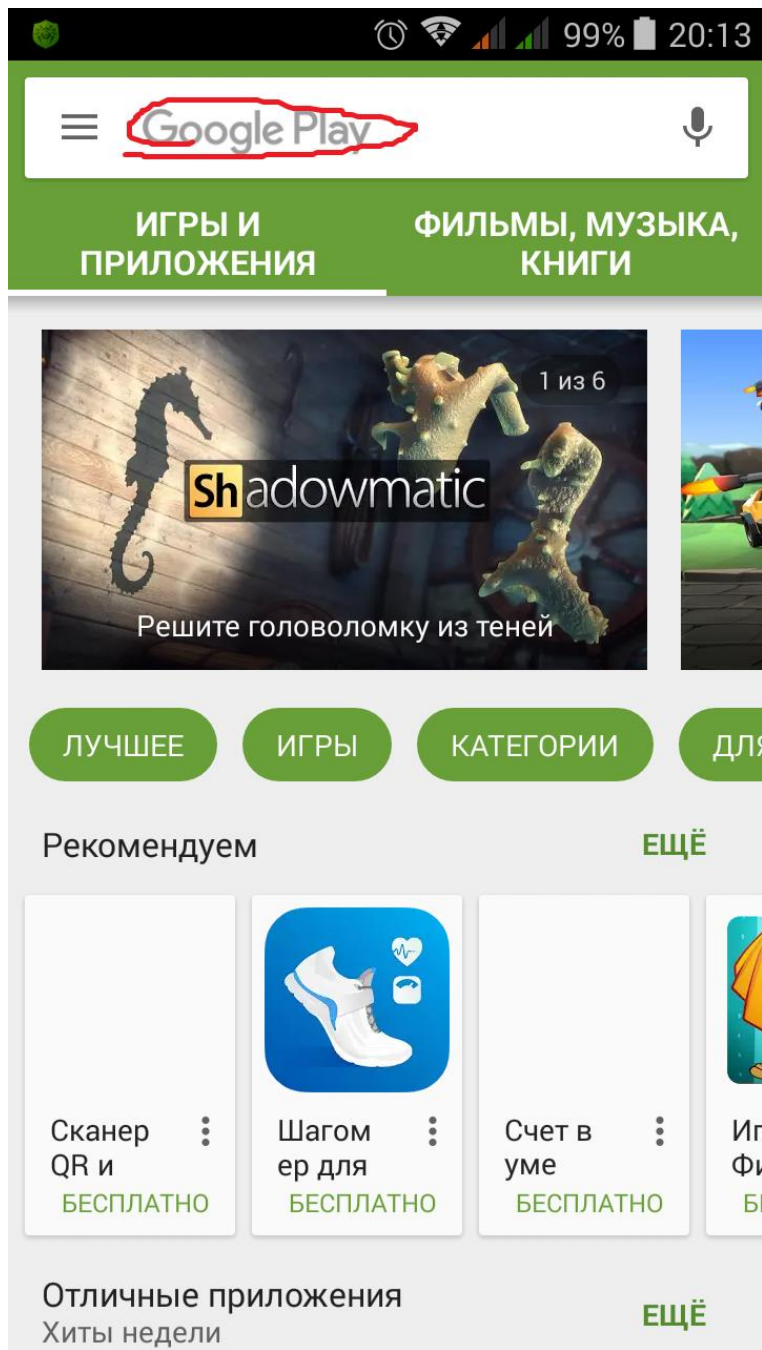 99% 20:13
Google Play
ИГРЫ И
ПРИЛОЖЕНИЯ
ФИЛЬМЫ, МУЗЫКА,
КНИГИ
1 из 6
Shadowmatic
Решите головоломку из теней
ЛУЧШЕЕ ИГРЫ КАТЕГОРИИ ДЛЯ
Рекомендуем ЕЩЁ
Сканер
QR и
БЕСПЛАТНО
Шагом
ер для
БЕСПЛАТНО
Счет в
уме
БЕСПЛАТНО
Отличные приложения
Хиты недели
ЕЩЁ